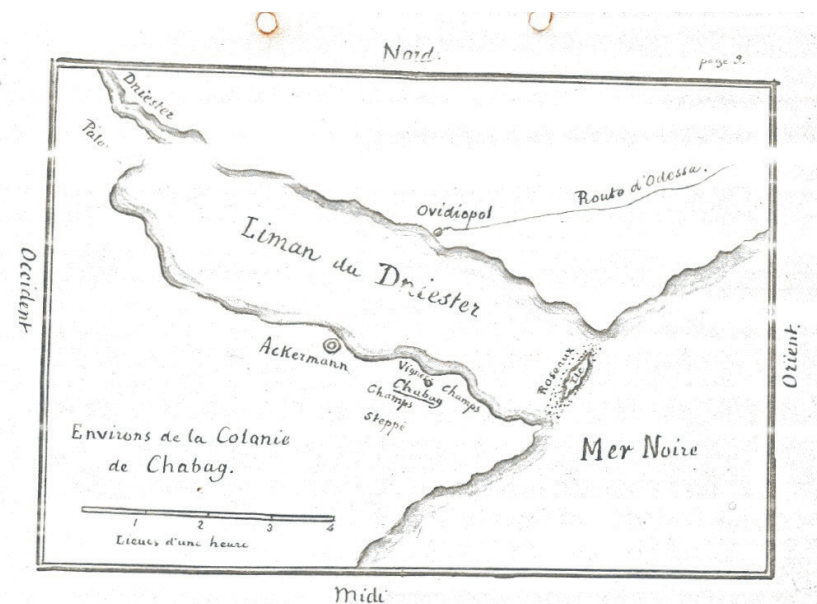 Nord.
page 9.
Dniester
Palo
Ovidiopol
Route d'Odessa.
Liman du Dniester
Occident
Orient
Ackermann
Vignes
Chabag
Champs
Champs
Steppe
Roseaux
Ile
Environs de la Colonie
de Chabag.
Mer Noire
1 2 3 4
Lieues d'une heure
Midi